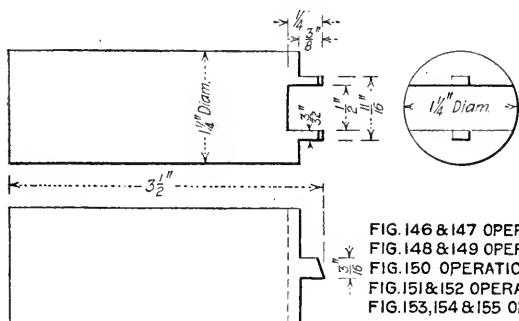 1/4"
3/8"
1 1/4" Diam.
3/32"
1/2"
11/16"
1 1/4" Diam.
3 1/2"
3/16"
FIG. 146 & 147 OPER
FIG. 148 & 149 OPER
FIG. 150 OPERATIO
FIG. 151 & 152 OPERA
FIG. 153, 154 & 155 O